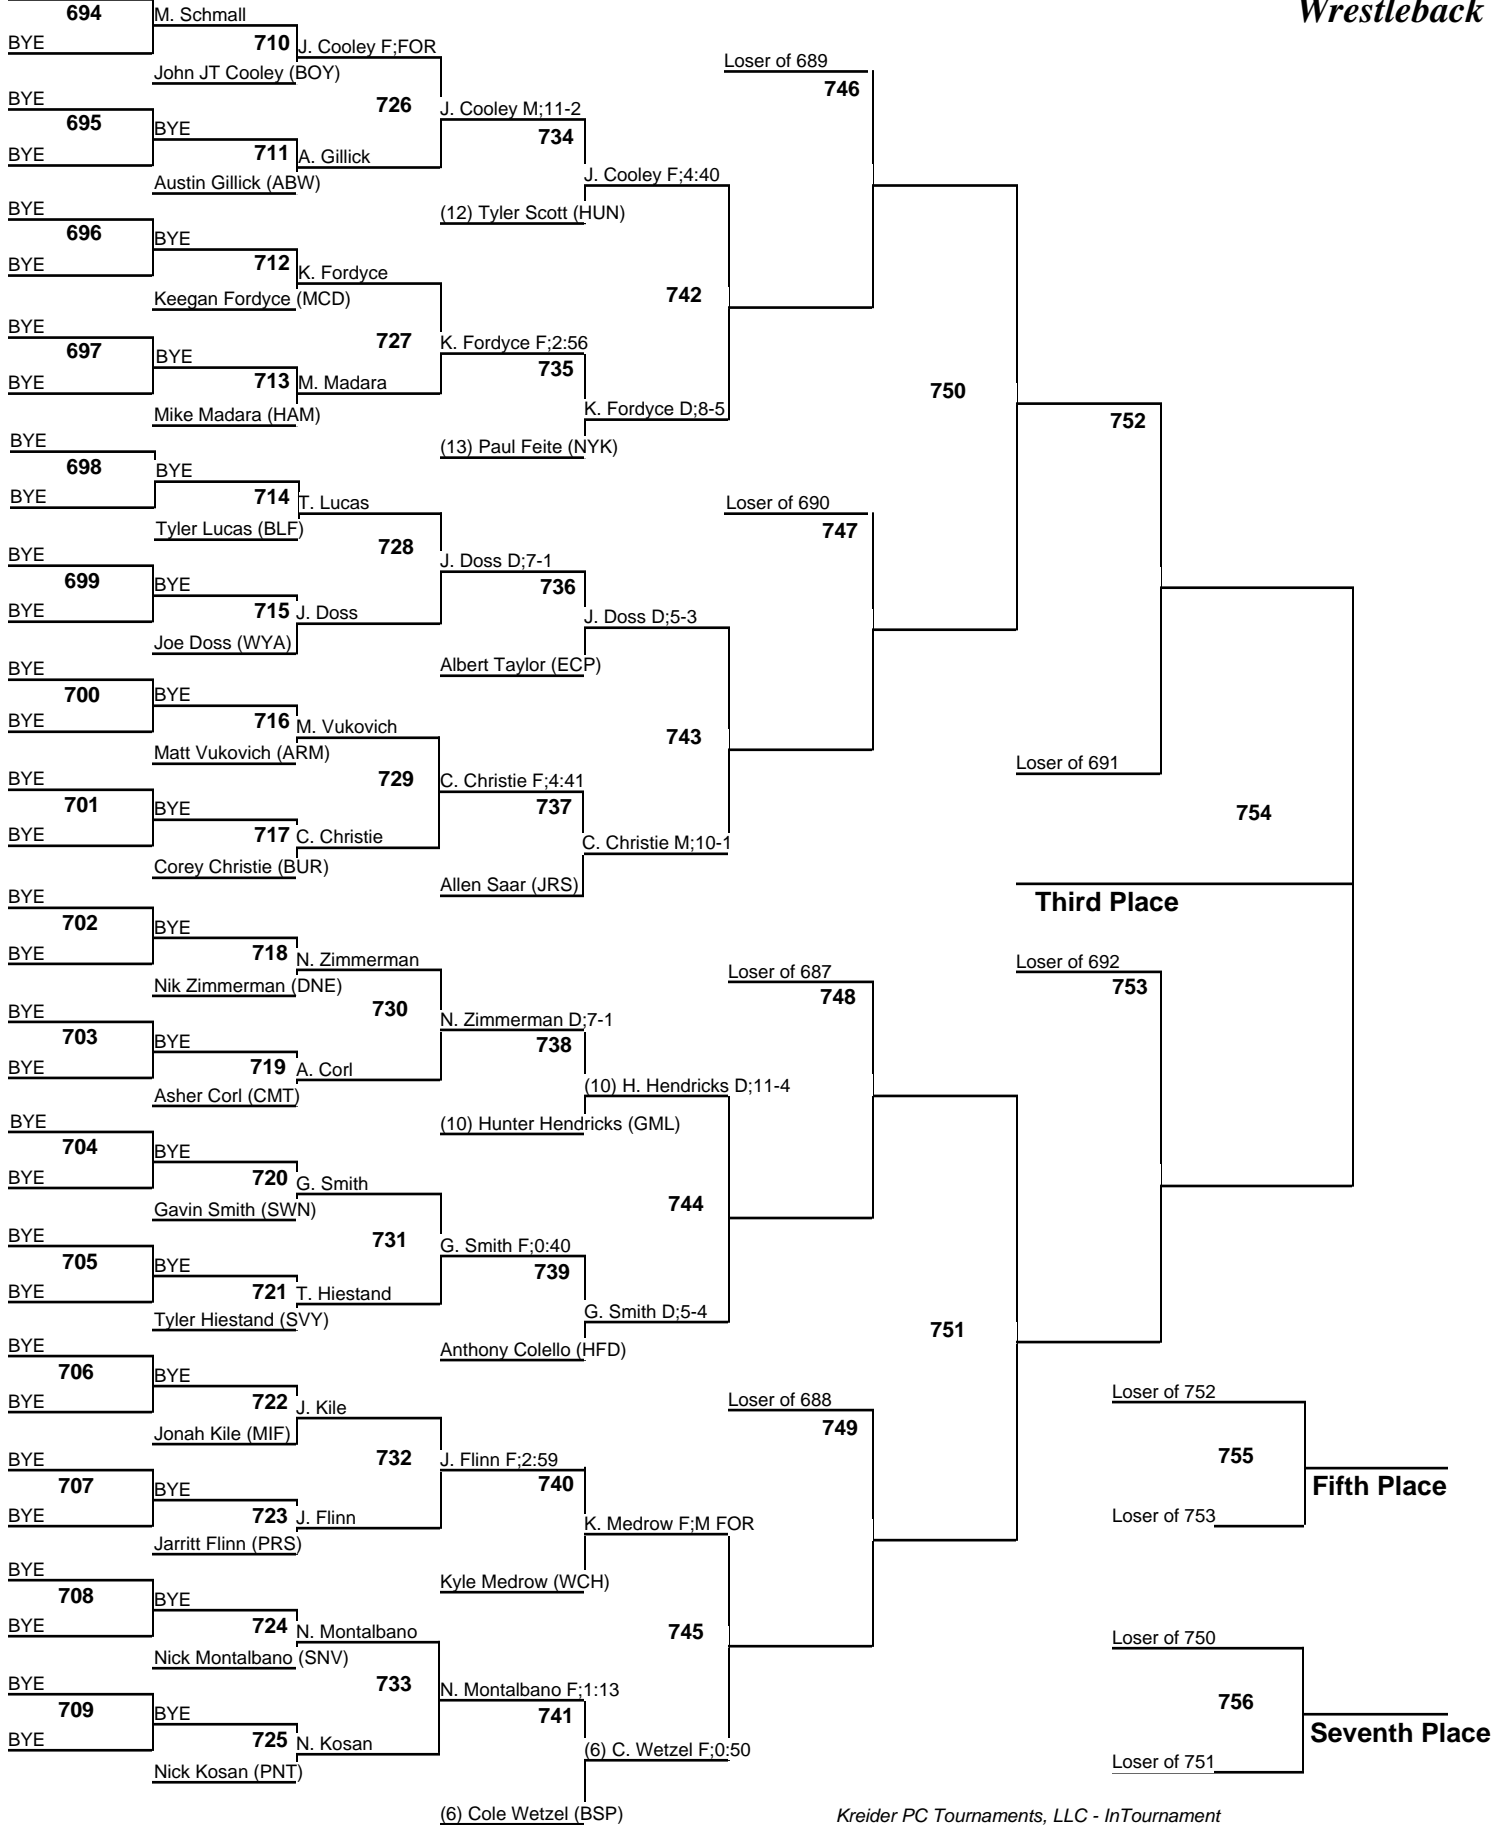 Wrestleback
694
M. Schmall
BYE
710
J. Cooley F;FOR
John JT Cooley (BOY)
726
BYE
695
BYE
BYE
711
A. Gillick
Austin Gillick (ABW)
J. Cooley M;11-2
734
J. Cooley F;4:40
(12) Tyler Scott (HUN)
BYE
696
BYE
BYE
712
K. Fordyce
Keegan Fordyce (MCD)
727
BYE
697
BYE
BYE
713
M. Madara
Mike Madara (HAM)
K. Fordyce F;2:56
735
K. Fordyce D;8-5
(13) Paul Feite (NYK)
742
Loser of 689
746
BYE
698
BYE
BYE
714
T. Lucas
Tyler Lucas (BLF)
728
BYE
699
BYE
BYE
715
J. Doss
Joe Doss (WYA)
J. Doss D;7-1
736
J. Doss D;5-3
Albert Taylor (ECP)
BYE
700
BYE
BYE
716
M. Vukovich
Matt Vukovich (ARM)
729
BYE
701
BYE
BYE
717
C. Christie
Corey Christie (BUR)
C. Christie F;4:41
737
C. Christie M;10-1
Allen Saar (JRS)
743
Loser of 690
747
750
752
Loser of 691
754
Third Place
BYE
702
BYE
BYE
718
N. Zimmerman
Nik Zimmerman (DNE)
730
BYE
703
BYE
BYE
719
A. Corl
Asher Corl (CMT)
N. Zimmerman D;7-1
738
(10) H. Hendricks D;11-4
(10) Hunter Hendricks (GML)
BYE
704
BYE
BYE
720
G. Smith
Gavin Smith (SWN)
731
BYE
705
BYE
BYE
721
T. Hiestand
Tyler Hiestand (SVY)
G. Smith F;0:40
739
G. Smith D;5-4
Anthony Colello (HFD)
744
Loser of 687
748
Loser of 692
753
751
BYE
706
BYE
BYE
722
J. Kile
Jonah Kile (MIF)
732
BYE
707
BYE
BYE
723
J. Flinn
Jarritt Flinn (PRS)
J. Flinn F;2:59
740
K. Medrow F;M FOR
Kyle Medrow (WCH)
BYE
708
BYE
BYE
724
N. Montalbano
Nick Montalbano (SNV)
733
BYE
709
BYE
BYE
725
N. Kosan
Nick Kosan (PNT)
N. Montalbano F;1:13
741
(6) C. Wetzel F;0:50
(6) Cole Wetzel (BSP)
745
Loser of 688
749
Loser of 752
755
Fifth Place
Loser of 753
Loser of 750
756
Seventh Place
Loser of 751
Kreider PC Tournaments, LLC - InTournament